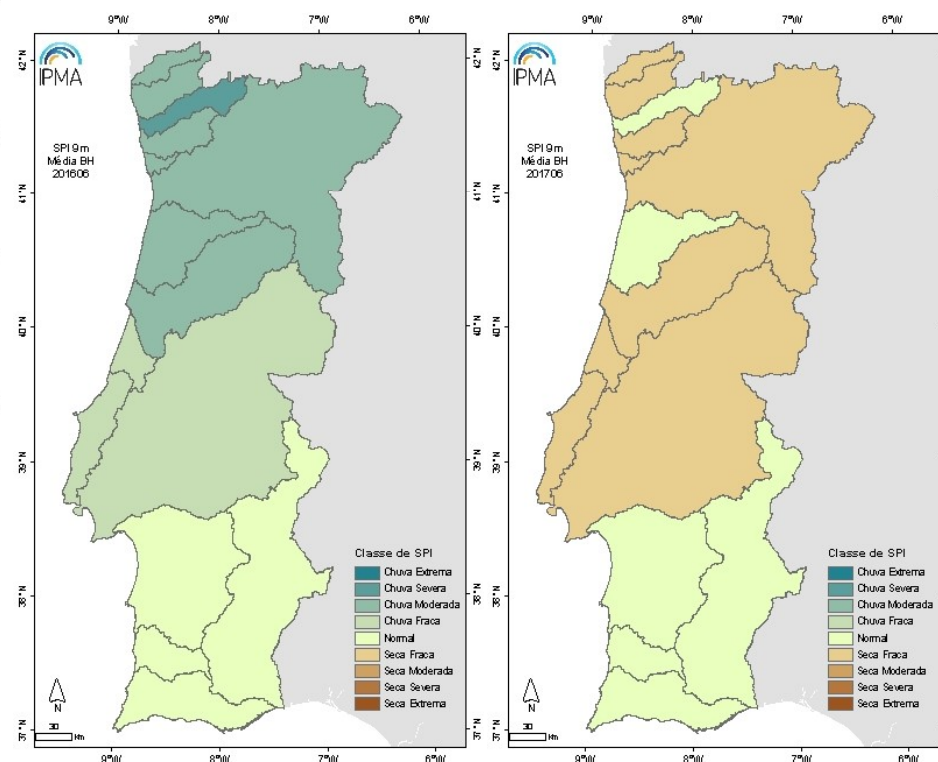 9°W 8°W 7°W 6°W
42°N
IPMA
SPI 9m
Média BH
201606
41°N
40°N
39°N
38°N
37°N
Classe de SPI
Chuva Extrema
Chuva Severa
Chuva Moderada
Chuva Fraca
Normal
Seca Fraca
Seca Moderada
Seca Severa
Seca Extrema
N
30
km
9°W 8°W 7°W 6°W
9°W 8°W 7°W 6°W
42°N
IPMA
SPI 9m
Média BH
201706
41°N
40°N
39°N
38°N
37°N
Classe de SPI
Chuva Extrema
Chuva Severa
Chuva Moderada
Chuva Fraca
Normal
Seca Fraca
Seca Moderada
Seca Severa
Seca Extrema
N
30
km
9°W 8°W 7°W 6°W